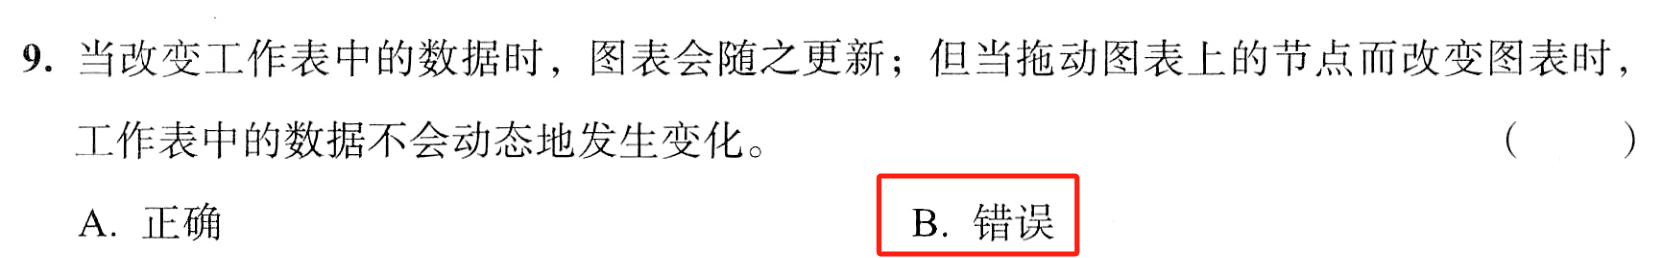 9. 当改变工作表中的数据时，图表会随之更新；但当拖动图表上的节点而改变图表时，
工作表中的数据不会动态地发生变化。（　　）
A. 正确　　B. 错误